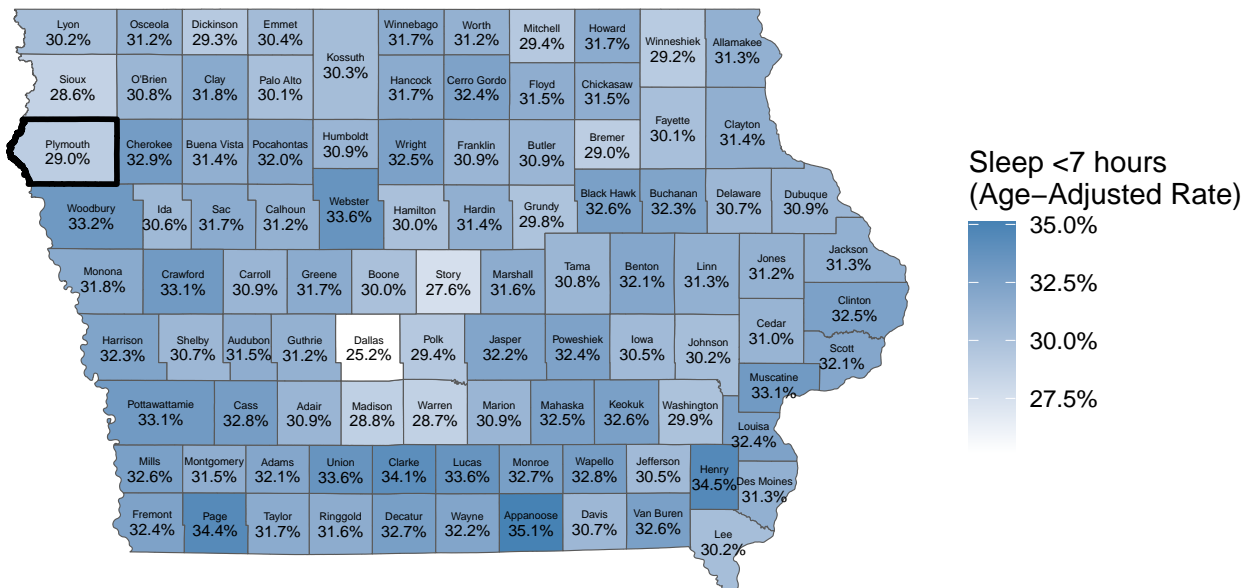 Lyon
30.2%
Osceola
31.2%
Dickinson
29.3%
Emmet
30.4%
Kossuth
30.3%
Winnebago
31.7%
Worth
31.2%
Mitchell
29.4%
Howard
31.7%
Winneshiek
29.2%
Allamakee
31.3%
Sioux
28.6%
O'Brien
30.8%
Clay
31.8%
Palo Alto
30.1%
Hancock
31.7%
Cerro Gordo
32.4%
Floyd
31.5%
Chickasaw
31.5%
Fayette
30.1%
Clayton
31.4%
Plymouth
29.0%
Cherokee
32.9%
Buena Vista
31.4%
Pocahontas
32.0%
Humboldt
30.9%
Wright
32.5%
Franklin
30.9%
Butler
30.9%
Bremer
29.0%
Woodbury
33.2%
Ida
30.6%
Sac
31.7%
Calhoun
31.2%
Webster
33.6%
Hamilton
30.0%
Hardin
31.4%
Grundy
29.8%
Black Hawk
32.6%
Buchanan
32.3%
Delaware
30.7%
Dubuque
30.9%
Monona
31.8%
Crawford
33.1%
Carroll
30.9%
Greene
31.7%
Boone
30.0%
Story
27.6%
Marshall
31.6%
Tama
30.8%
Benton
32.1%
Linn
31.3%
Jones
31.2%
Jackson
31.3%
Clinton
32.5%
Harrison
32.3%
Shelby
30.7%
Audubon
31.5%
Guthrie
31.2%
Dallas
25.2%
Polk
29.4%
Jasper
32.2%
Poweshiek
32.4%
Iowa
30.5%
Johnson
30.2%
Cedar
31.0%
Scott
32.1%
Muscatine
33.1%
Pottawattamie
33.1%
Cass
32.8%
Adair
30.9%
Madison
28.8%
Warren
28.7%
Marion
30.9%
Mahaska
32.5%
Keokuk
32.6%
Washington
29.9%
Louisa
32.4%
Mills
32.6%
Montgomery
31.5%
Adams
32.1%
Union
33.6%
Clarke
34.1%
Lucas
33.6%
Monroe
32.7%
Wapello
32.8%
Jefferson
30.5%
Henry
34.5%
Des Moines
31.3%
Fremont
32.4%
Page
34.4%
Taylor
31.7%
Ringgold
31.6%
Decatur
32.7%
Wayne
32.2%
Appanoose
35.1%
Davis
30.7%
Van Buren
32.6%
Lee
30.2%
Sleep <7 hours
(Age−Adjusted Rate)
35.0%
32.5%
30.0%
27.5%